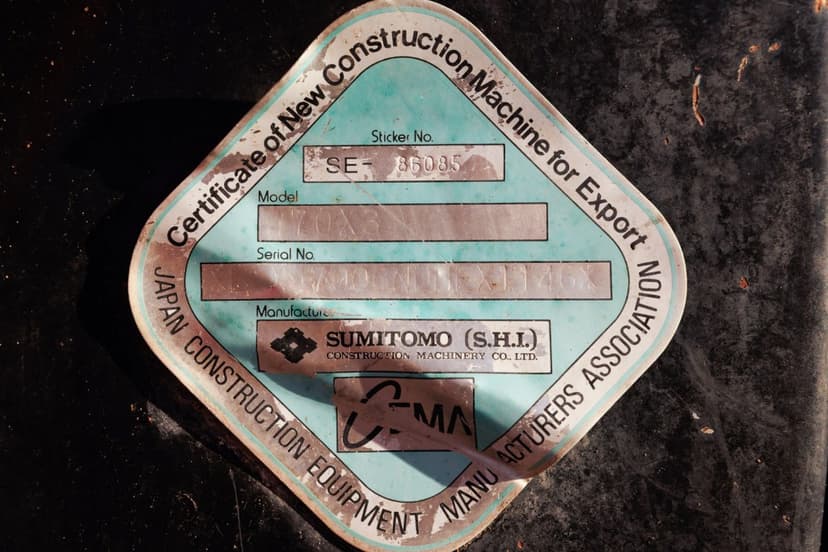 Certificate of New Construction Machine for Export
Sticker No.
SE- 86085
Model
Serial No.
SUMITOMO (S.H.I.)
CONSTRUCTION MACHINERY CO., LTD.
CEMA
JAPAN CONSTRUCTION EQUIPMENT MANUFACTURERS ASSOCIATION